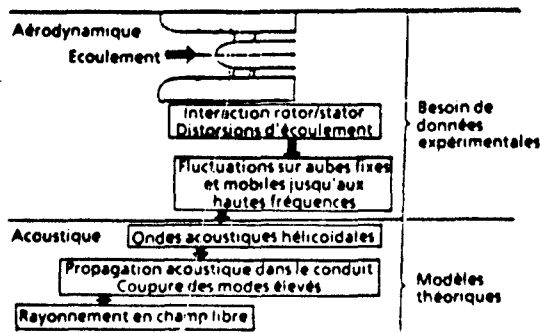 Aérodynamique
Ecoulement
Interaction rotor/stator
Distorsions d'écoulement
Besoin de
données
expérimentales
Fluctuations sur aubes fixes
et mobiles jusqu'aux
hautes fréquences
Acoustique
Ondes acoustiques hélicoidales
Propagation acoustique dans le conduit
Coupure des modes élevés
Modèles
théoriques
Rayonnement en champ libre